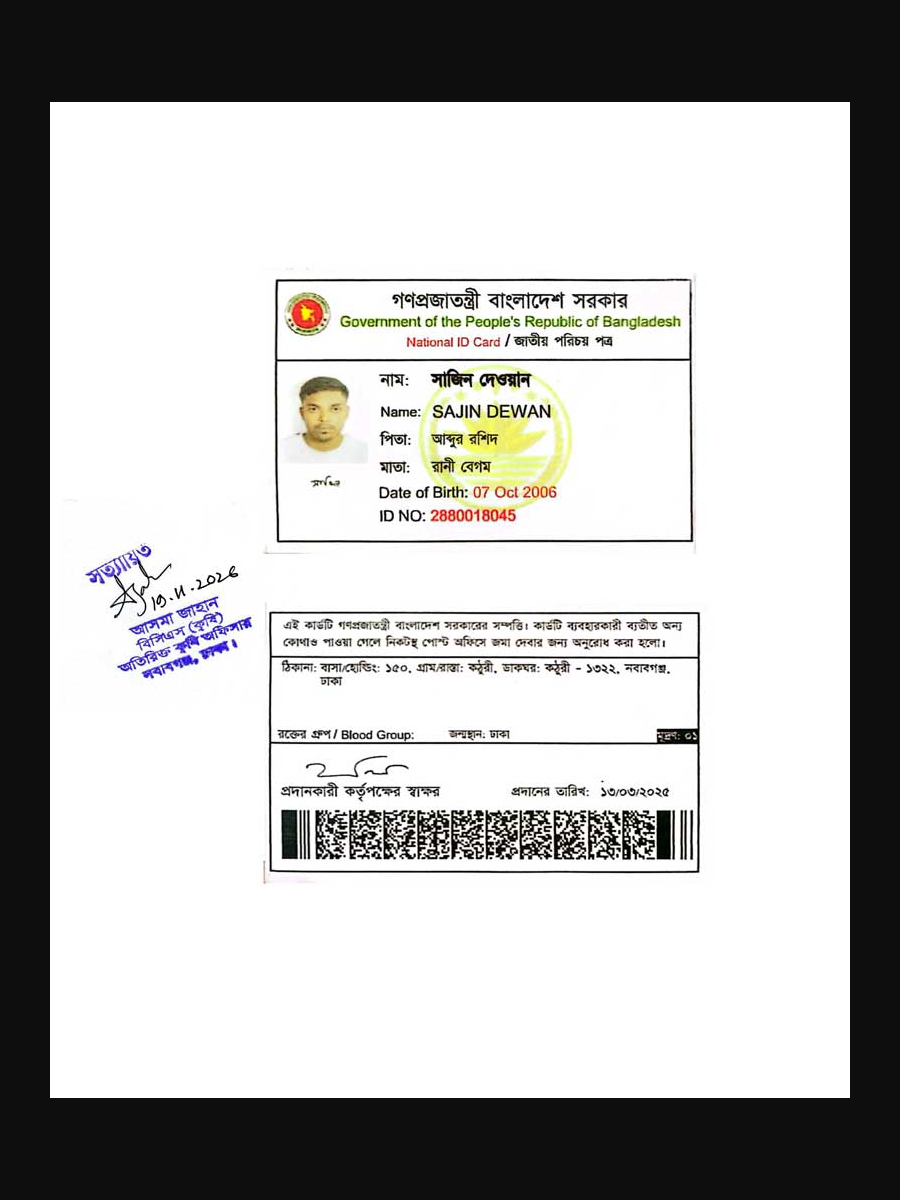 গণপ্রজাতন্ত্রী বাংলাদেশ সরকার
Government of the People's Republic of Bangladesh
National ID Card / জাতীয় পরিচয় পত্র
নাম: সাজিন দেওয়ান
Name: SAJIN DEWAN
পিতা: আব্দুর রশিদ
মাতা: রানী বেগম
Date of Birth: 07 Oct 2006
ID NO: 2880018045
সাজিন
সত্যায়িত
19.11.2026
আসমা জাহান
বিসিএস (কৃষি)
অতিরিক্ত কৃষি অফিসার
নবাবগঞ্জ, ঢাকা।
এই কার্ডটি গণপ্রজাতন্ত্রী বাংলাদেশ সরকারের সম্পত্তি। কার্ডটি ব্যবহারকারী ব্যতীত অন্য
কোথাও পাওয়া গেলে নিকটস্থ পোস্ট অফিসে জমা দেবার জন্য অনুরোধ করা হলো।
ঠিকানা: বাসা/হোল্ডিং: ১৫০, গ্রাম/রাস্তা: কঠুরী, ডাকঘর: কঠুরী - ১৩২২, নবাবগঞ্জ,
ঢাকা
রক্তের গ্রুপ / Blood Group: জন্মস্থান: ঢাকা মুদ্রণ: ০১
প্রদানকারী কর্তৃপক্ষের স্বাক্ষর প্রদানের তারিখ: ১৩/০৩/২০২৫